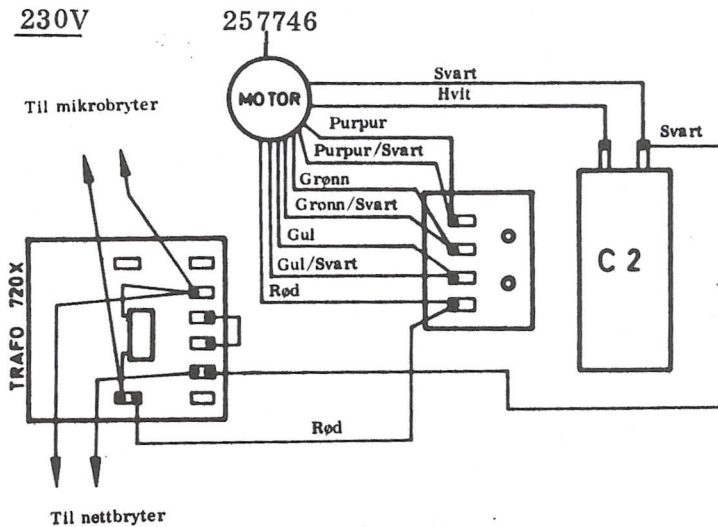 230V
257746
MOTOR
Svart
Hvit
Svart
Til mikrobryter
Purpur
Purpur/Svart
Grønn
Gronn/Svart
Gul
Gul/Svart
Rød
C 2
TRAFO 720X
Rød
Til nettbryter